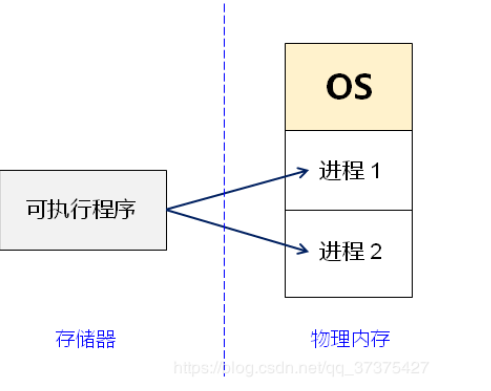 OS
进程 1
可执行程序
进程 2
存储器
物理内存
https://blog.csdn.net/qq_37375427